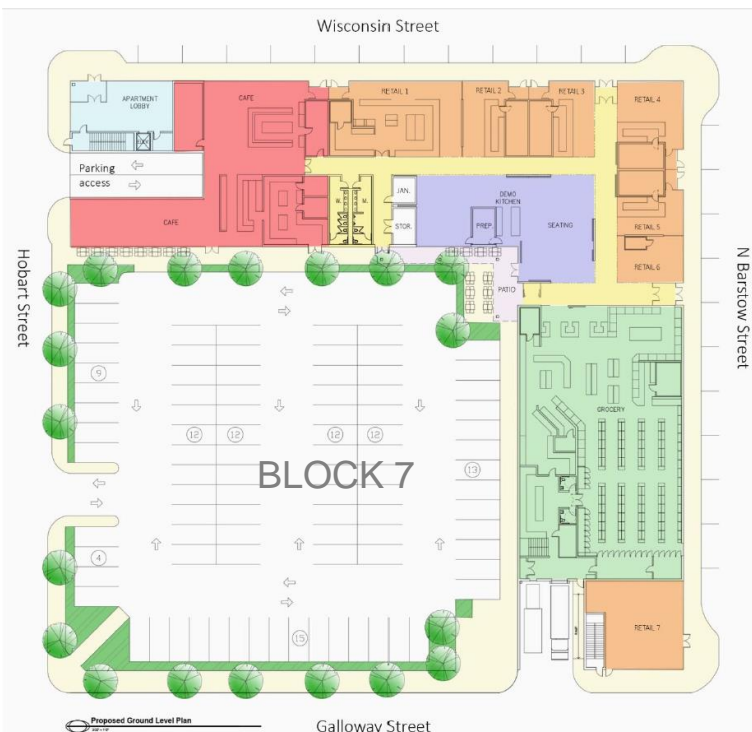 Wisconsin Street
APARTMENT
LOBBY
CAFE
RETAIL 1
RETAIL 2
RETAIL 3
RETAIL 4
Parking
access
JAN.
STOR.
DEMO
KITCHEN
PREP
SEATING
W.
M.
CAFE
RETAIL 5
RETAIL 6
PATIO
Hobart Street
N Barstow Street
9
12
12
12
12
13
BLOCK 7
GROCERY
4
15
RETAIL 7
Proposed Ground Level Plan
Galloway Street